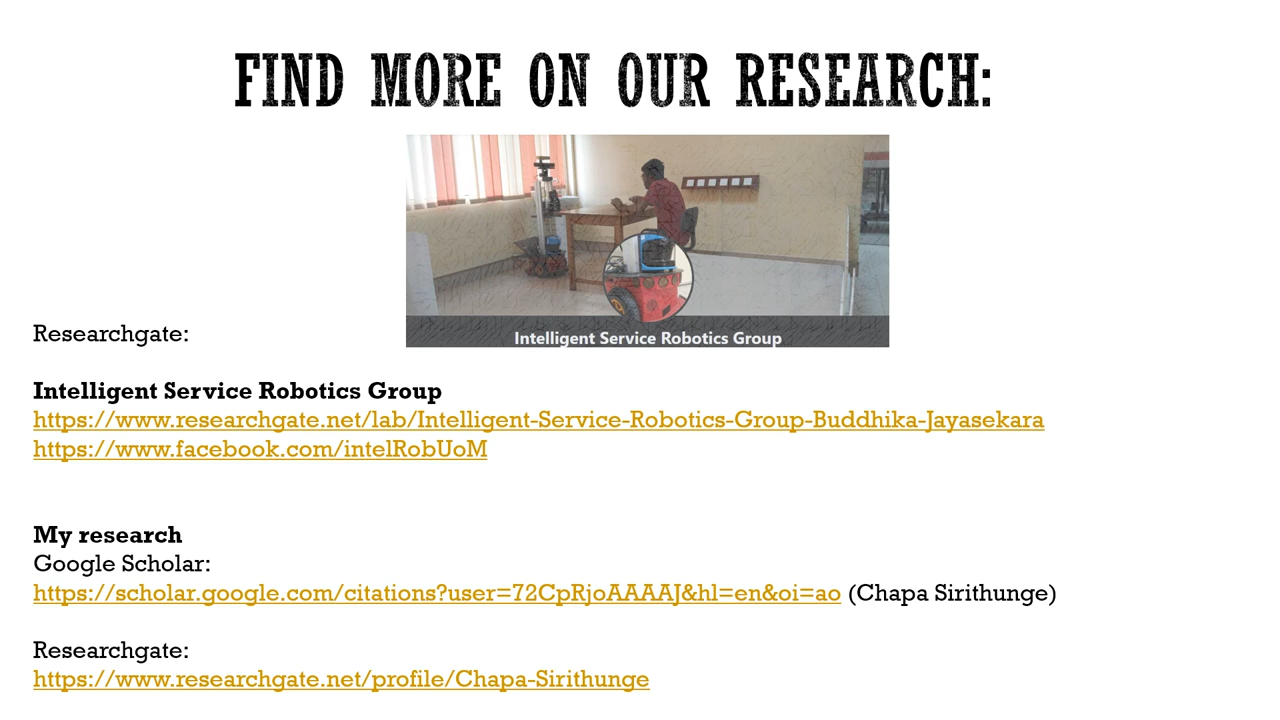 FIND MORE ON OUR RESEARCH:
Intelligent Service Robotics Group
Researchgate:
Intelligent Service Robotics Group
https://www.researchgate.net/lab/Intelligent-Service-Robotics-Group-Buddhika-Jayasekara
https://www.facebook.com/intelRobUoM
My research
Google Scholar:
https://scholar.google.com/citations?user=72CpRjoAAAAJ&hl=en&oi=ao (Chapa Sirithunge)
Researchgate:
https://www.researchgate.net/profile/Chapa-Sirithunge